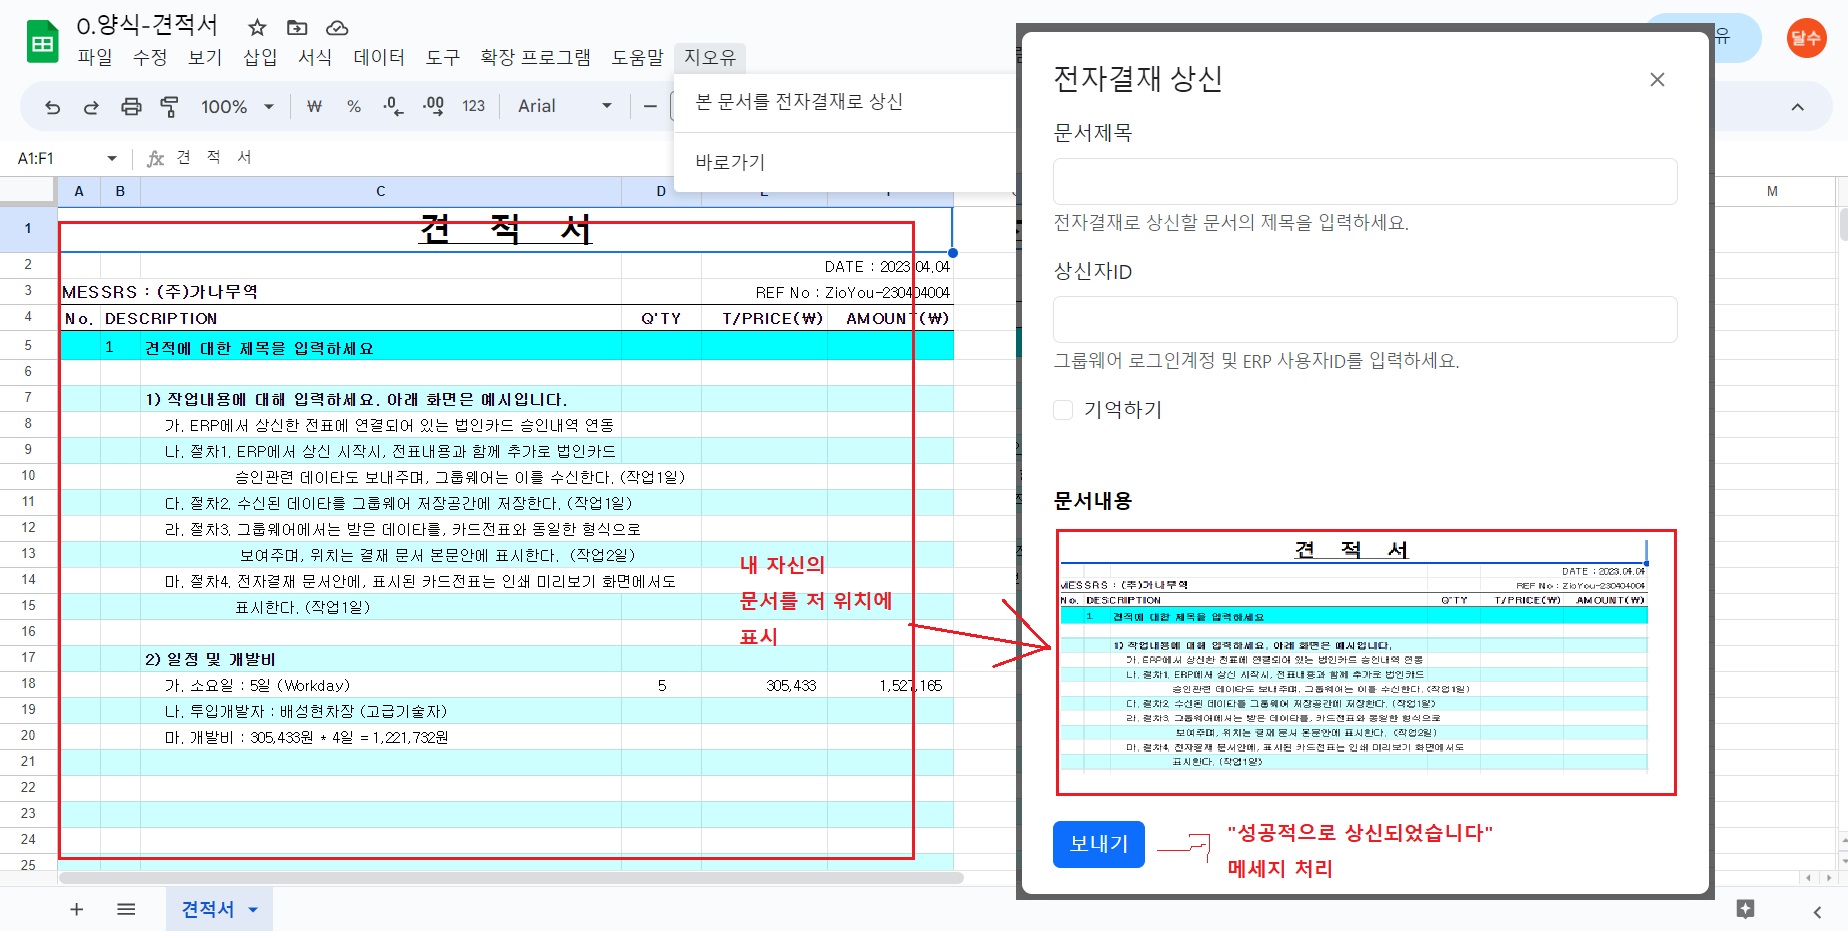 0.양식-견적서
파일 수정 보기 삽입 서식 데이터 도구 확장 프로그램 도움말 지오유
유
달수
100% ₩ % .0 .00 123 Arial
본 문서를 전자결재로 상신
바로가기
A1:F1 fx 견 적 서
A B C D E F M
1 견 적 서
2 DATE : 2023.04.04
3 MESSRS : (주)가나무역 REF No : ZioYou-230404004
4 No. DESCRIPTION Q'TY T/PRICE(₩) AMOUNT(₩)
5 1 견적에 대한 제목을 입력하세요
6
7 1) 작업내용에 대해 입력하세요. 아래 화면은 예시입니다.
8 가. ERP에서 상신한 전표에 연결되어 있는 법인카드 승인내역 연동
9 나. 절차1. ERP에서 상신 시작시, 전표내용과 함께 추가로 법인카드
10 승인관련 데이타도 보내주며, 그룹웨어는 이를 수신한다. (작업1일)
11 다. 절차2. 수신된 데이타를 그룹웨어 저장공간에 저장한다. (작업1일)
12 라. 절차3. 그룹웨어에서는 받은 데이타를, 카드전표와 동일한 형식으로
13 보여주며, 위치는 결재 문서 본문안에 표시한다. (작업2일)
14 마. 절차4. 전자결재 문서안에, 표시된 카드전표는 인쇄 미리보기 화면에서도
15 표시한다. (작업1일)
16
17 2) 일정 및 개발비
18 가. 소요일 : 5일 (Workday) 5 305,433 1,527,165
19 나. 투입개발자 : 배성현차장 (고급기술자)
20 마. 개발비 : 305,433원 * 4일 = 1,221,732원
21
22
23
24
25
내 자신의
문서를 저 위치에
표시
견적서
전자결재 상신
문서제목
전자결재로 상신할 문서의 제목을 입력하세요.
상신자ID
그룹웨어 로그인계정 및 ERP 사용자ID를 입력하세요.
기억하기
문서내용
견 적 서
DATE : 2023.04.04
MESSRS : (주)가나무역 REF No : ZioYou-230404004
No. DESCRIPTION Q'TY T/PRICE(₩) AMOUNT(₩)
1 견적에 대한 제목을 입력하세요
1) 작업내용에 대해 입력하세요. 아래 화면은 예시입니다.
가. ERP에서 상신한 전표에 연결되어 있는 법인카드 승인내역 연동
나. 절차1. ERP에서 상신 시작시, 전표내용과 함께 추가로 법인카드
승인관련 데이타도 보내주며, 그룹웨어는 이를 수신한다. (작업1일)
다. 절차2. 수신된 데이타를 그룹웨어 저장공간에 저장한다. (작업1일)
라. 절차3. 그룹웨어에서는 받은 데이타를, 카드전표와 동일한 형식으로
보여주며, 위치는 결재 문서 본문안에 표시한다. (작업2일)
마. 절차4. 전자결재 문서안에, 표시된 카드전표는 인쇄 미리보기 화면에서도
표시한다. (작업1일)
보내기
"성공적으로 상신되었습니다"
메세지 처리